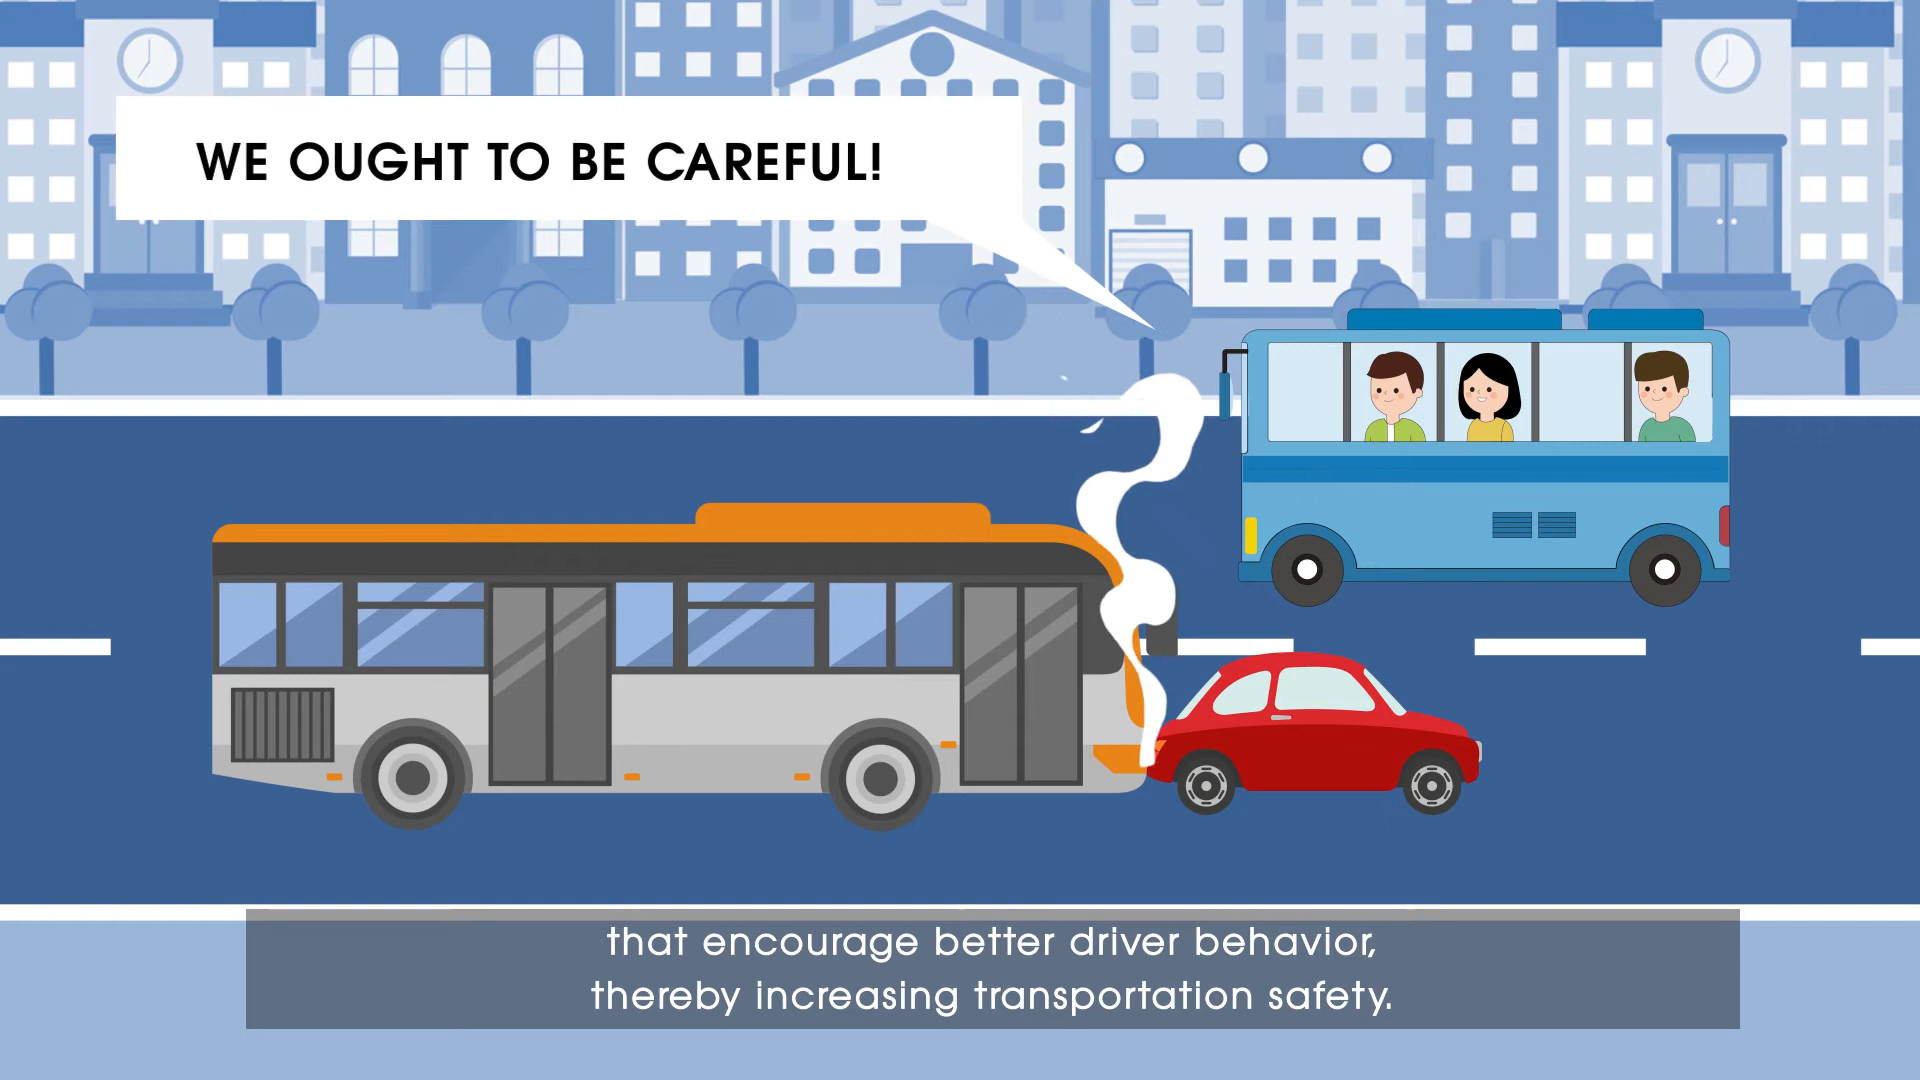 WE OUGHT TO BE CAREFUL!
that encourage better driver behavior,
thereby increasing transportation safety.